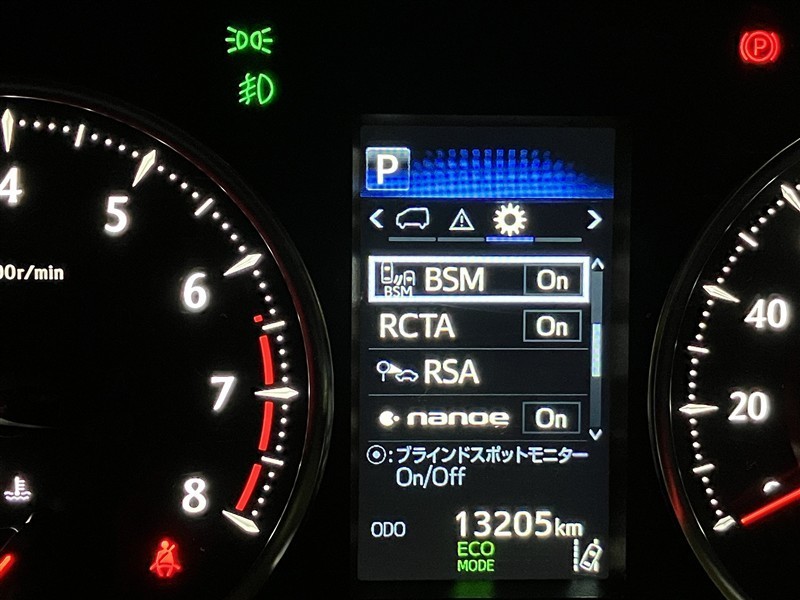 P
P
4
5
6
7
8
00r/min
BSM
BSM On
RCTA On
RSA
nanoe On
⦿:ブラインドスポットモニター
On/Off
ODO 13205km
ECO
MODE
40
20